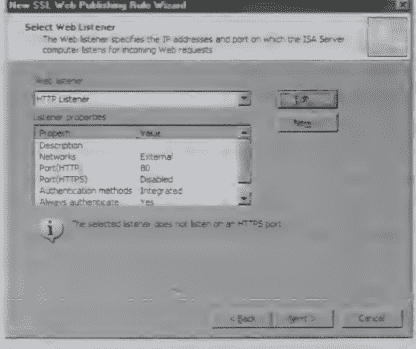 New SSL Web Publishing Rule Wizard
Select Web Listener
The Web listener specifies the IP addresses and port on which the ISA Server
computer listens for incoming Web requests
Web listener
HTTP Listener
Edit
Listener properties
New
Property Value
Description
Networks External
Port(HTTP) 80
Port(HTTPS) Disabled
Authentication methods Integrated
Always authenticate Yes
The selected listener does not listen on an HTTPS port
< Back
Next >
Cancel